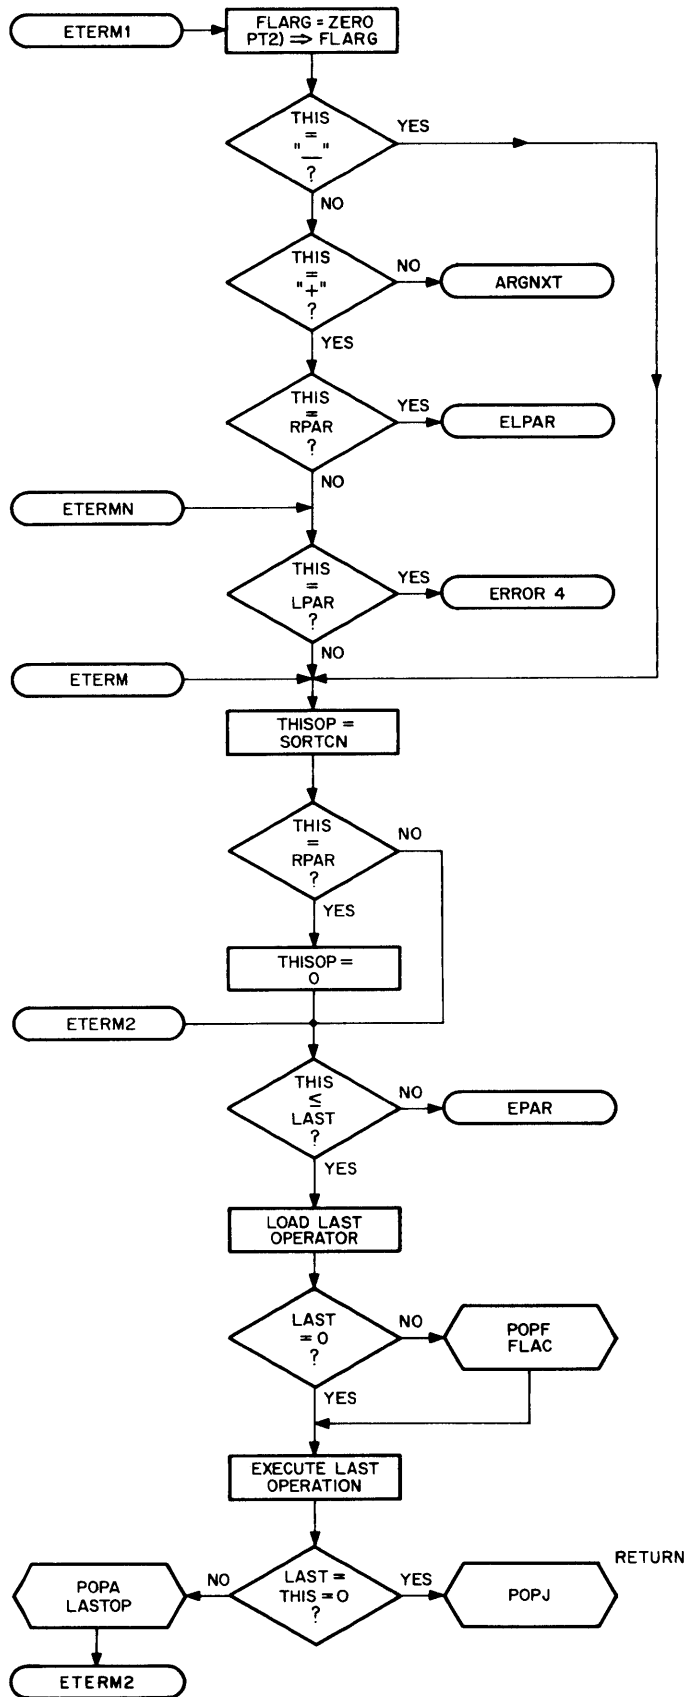 ETERM1
FLARG = ZERO
PT2) ⇒ FLARG
THIS
=
"_"
?
YES
NO
THIS
=
"+"
?
NO
ARGNXT
YES
THIS
=
RPAR
?
YES
ELPAR
NO
ETERMN
THIS
=
LPAR
?
YES
ERROR 4
NO
ETERM
THISOP =
SORTCN
THIS
=
RPAR
?
NO
YES
THISOP =
0
ETERM2
THIS
≤
LAST
?
NO
EPAR
YES
LOAD LAST
OPERATOR
LAST
= 0
?
NO
POPF
FLAC
YES
EXECUTE LAST
OPERATION
LAST =
THIS = 0
?
NO
POPA
LASTOP
YES
POPJ
RETURN
ETERM2